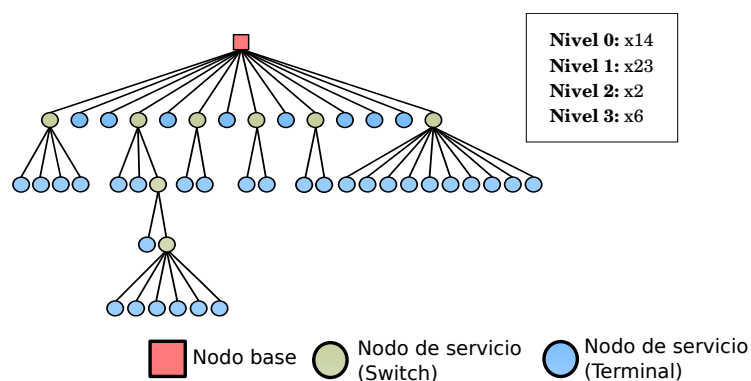 Nivel 0: x14
Nivel 1: x23
Nivel 2: x2
Nivel 3: x6
Nodo base
Nodo de servicio
(Switch)
Nodo de servicio
(Terminal)